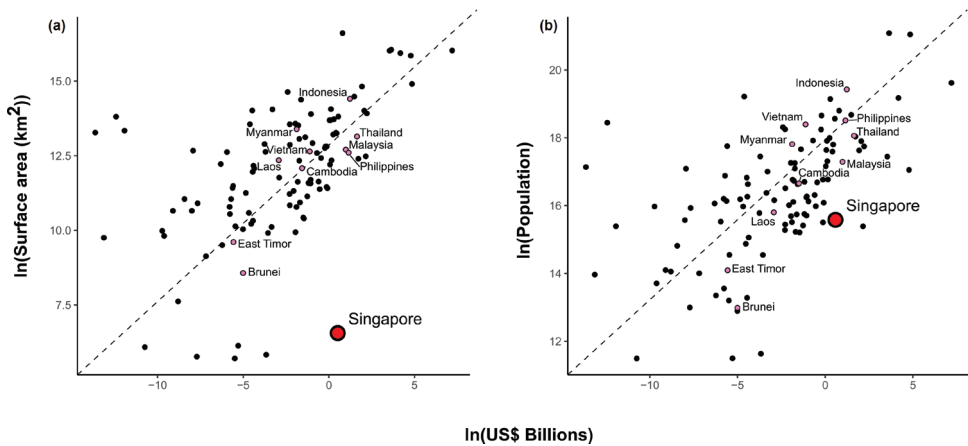 (a)
ln(Surface area (km²))
15.0
12.5
10.0
7.5
Indonesia
Myanmar
Thailand
Vietnam
Malaysia
Laos
Philippines
Cambodia
East Timor
Brunei
Singapore
−10
−5
0
5
(b)
ln(Population)
20
18
16
14
12
Indonesia
Vietnam
Philippines
Thailand
Myanmar
Malaysia
Cambodia
Singapore
Laos
East Timor
Brunei
−10
−5
0
5
ln(US$ Billions)